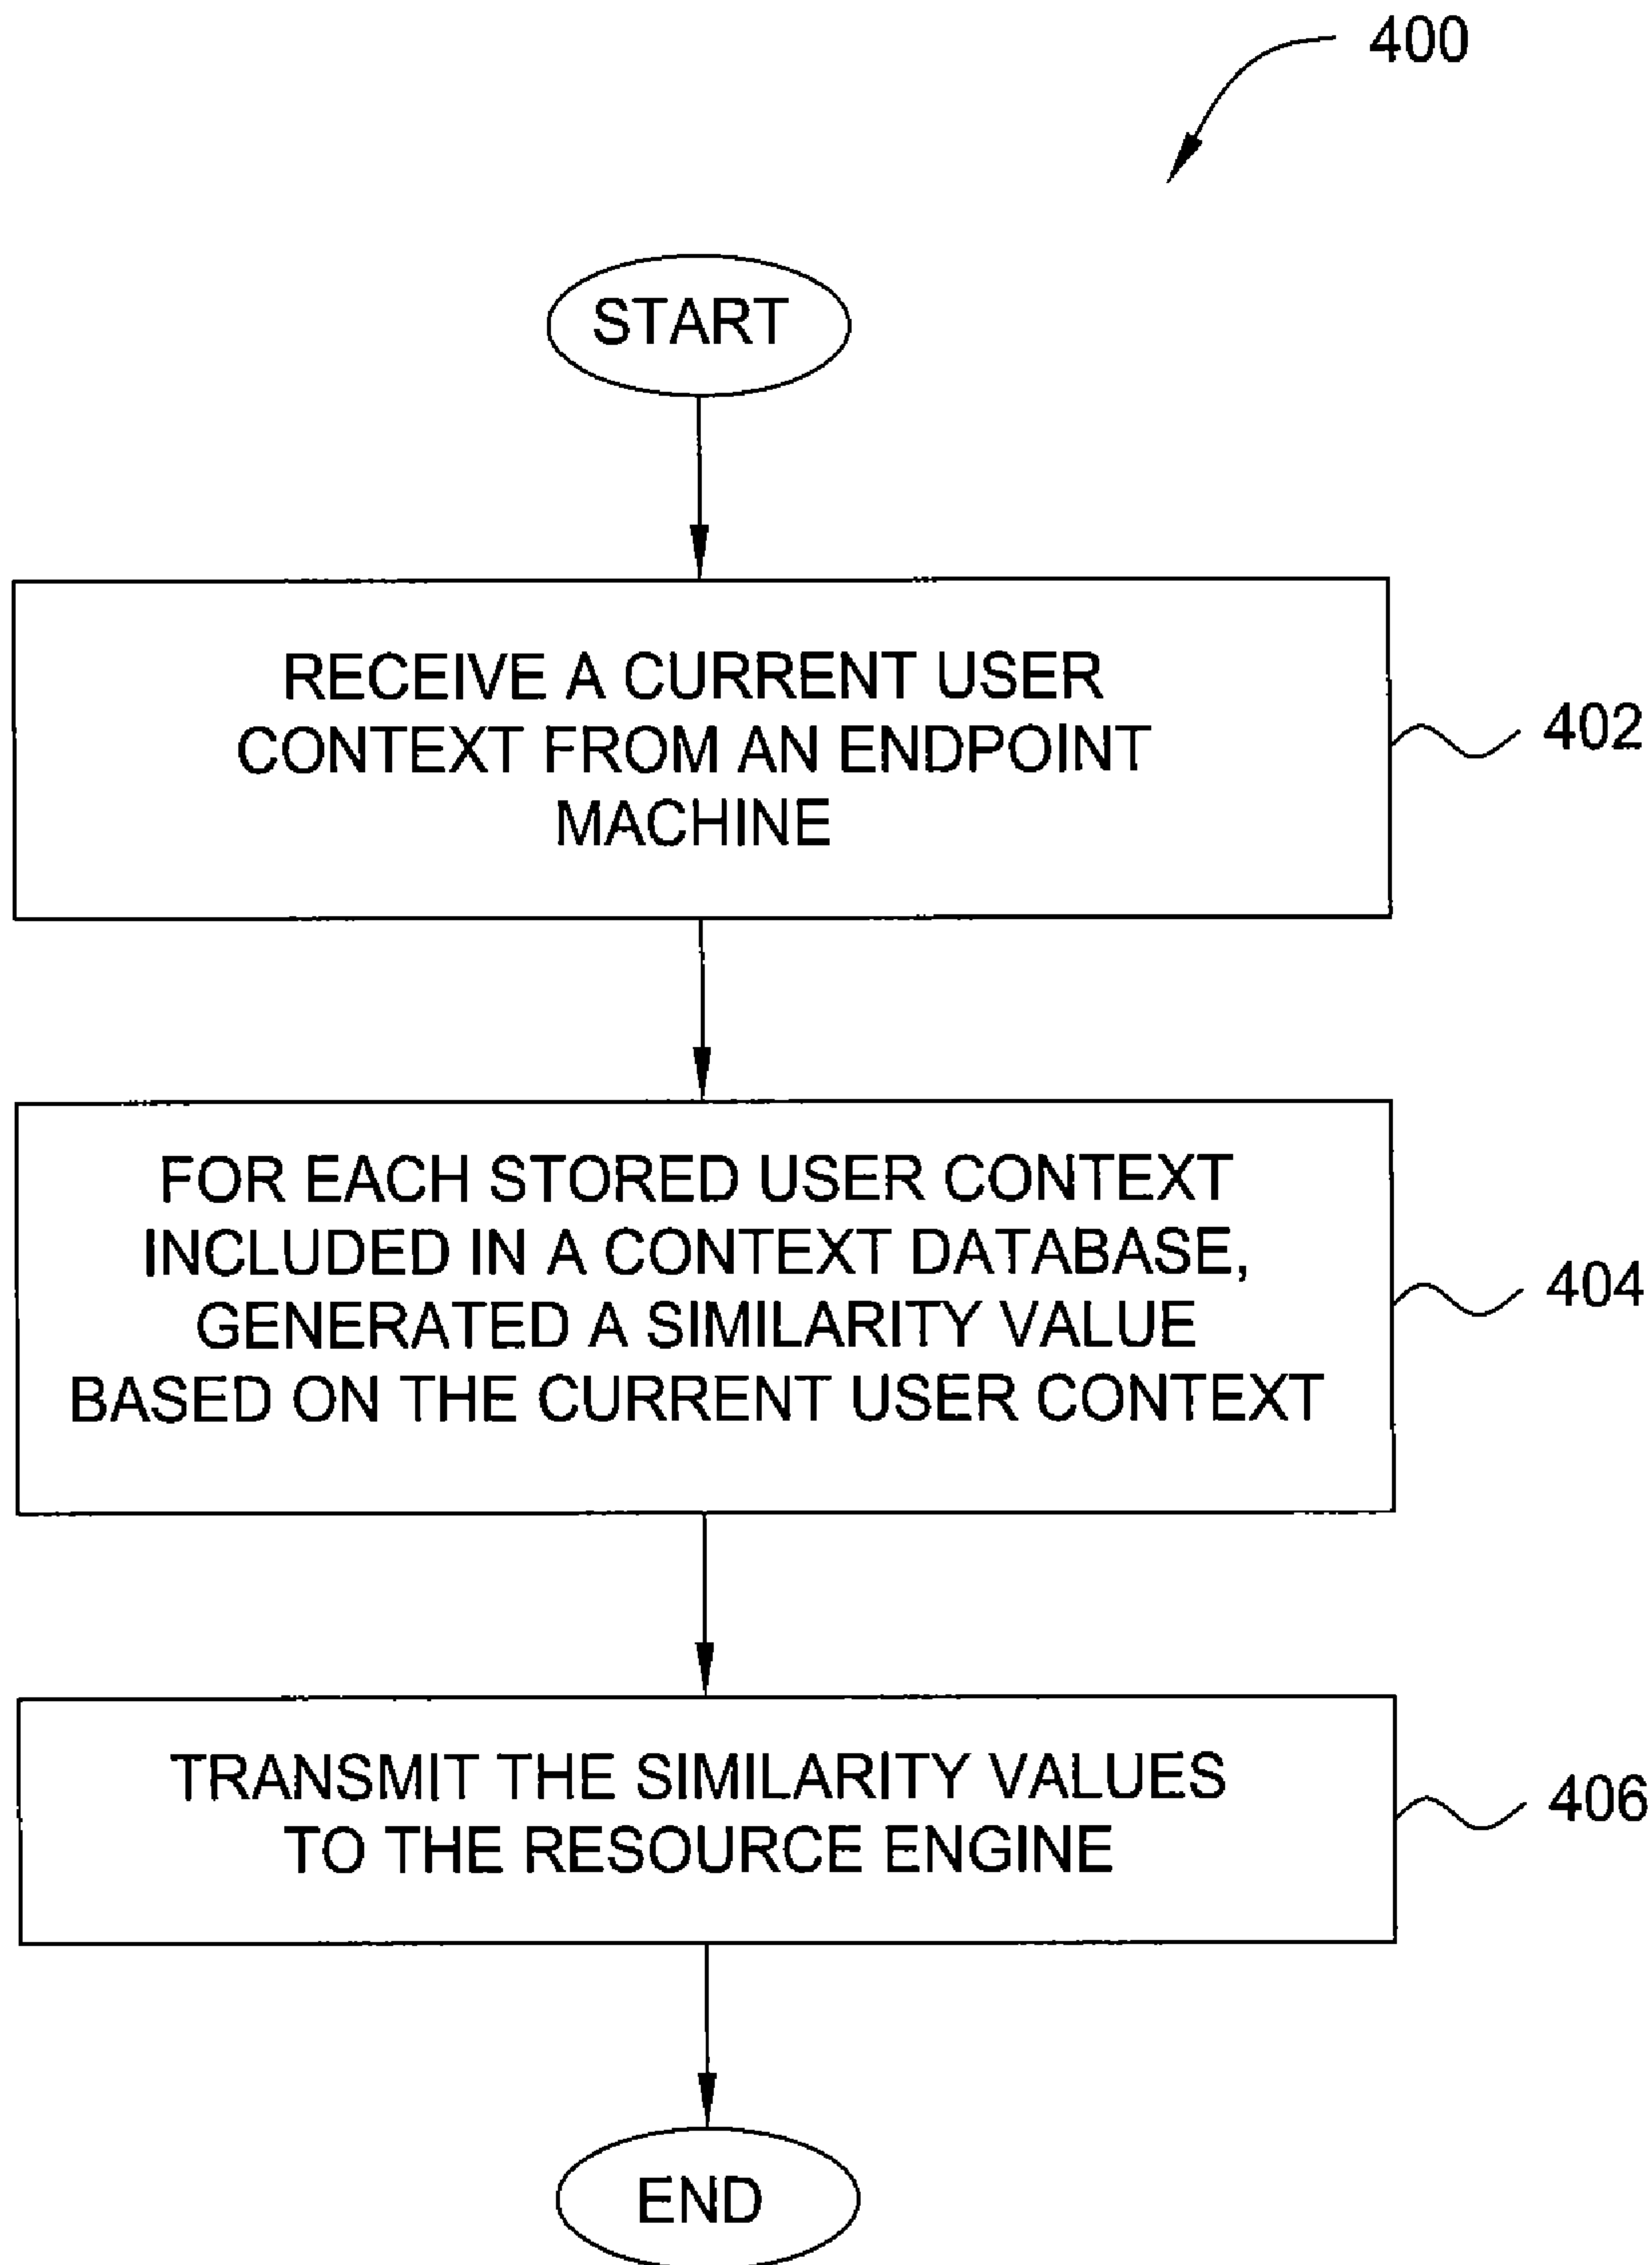 400
START
RECEIVE A CURRENT USER
CONTEXT FROM AN ENDPOINT
MACHINE
402
FOR EACH STORED USER CONTEXT
INCLUDED IN A CONTEXT DATABASE,
GENERATED A SIMILARITY VALUE
BASED ON THE CURRENT USER CONTEXT
404
TRANSMIT THE SIMILARITY VALUES
TO THE RESOURCE ENGINE
406
END